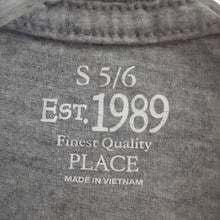 S 5/6
EST. 1989
Finest Quality
PLACE
MADE IN VIETNAM